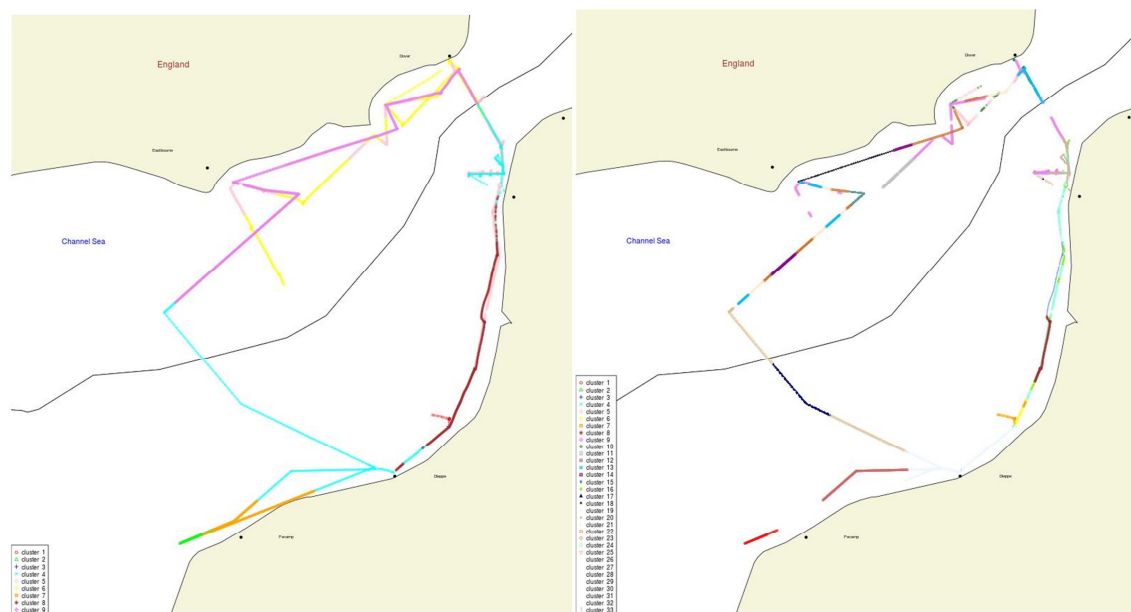 England
Dover
Eastbourne
Channel Sea
Dieppe
Fecamp
cluster 1
cluster 2
cluster 3
cluster 4
cluster 5
cluster 6
cluster 7
cluster 8
cluster 9
England
Dover
Eastbourne
Channel Sea
Dieppe
Fecamp
cluster 1
cluster 2
cluster 3
cluster 4
cluster 5
cluster 6
cluster 7
cluster 8
cluster 9
cluster 10
cluster 11
cluster 12
cluster 13
cluster 14
cluster 15
cluster 16
cluster 17
cluster 18
cluster 19
cluster 20
cluster 21
cluster 22
cluster 23
cluster 24
cluster 25
cluster 26
cluster 27
cluster 28
cluster 29
cluster 30
cluster 31
cluster 32
cluster 33